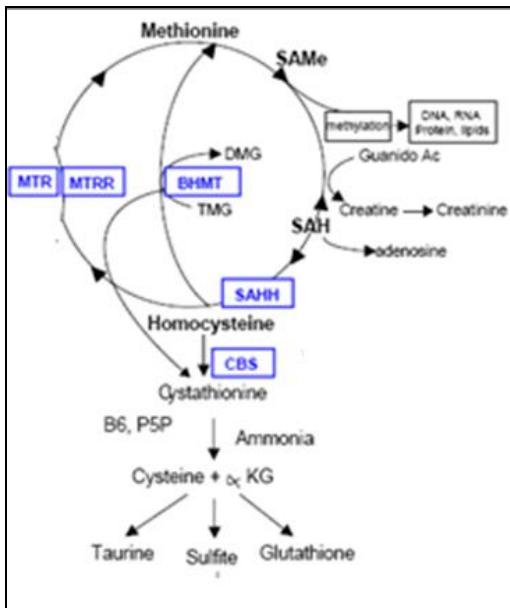 Methionine
SAMe
methylation
DNA, RNA
Protein, lipids
Guanido Ac
Creatine
Creatinine
SAH
adenosine
MTR
MTRR
BHMT
DMG
TMG
SAHH
Homocysteine
CBS
Cystathionine
B6, P5P
Ammonia
Cysteine + ∝ KG
Taurine
Sulfite
Glutathione